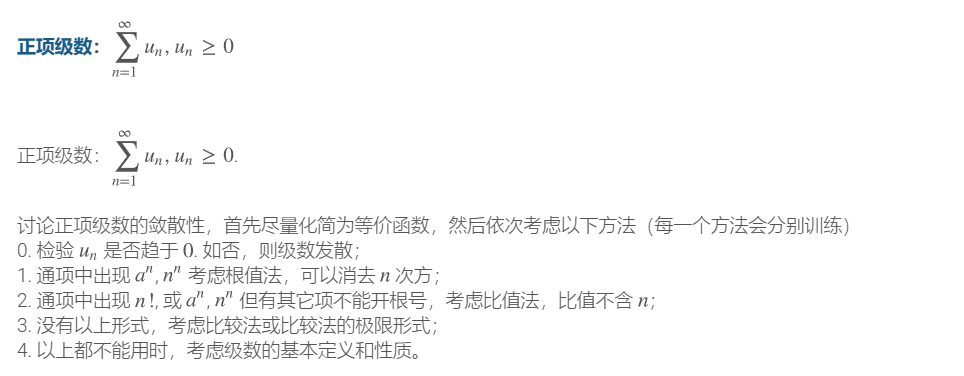 正项级数：$\sum_{n=1}^{\infty} u_n, u_n \geq 0$
正项级数：$\sum_{n=1}^{\infty} u_n, u_n \geq 0.$
讨论正项级数的敛散性，首先尽量化简为等价函数，然后依次考虑以下方法（每一个方法会分别训练）
0. 检验 $u_n$ 是否趋于 0. 如否，则级数发散；
1. 通项中出现 $a^n, n^n$ 考虑根值法，可以消去 $n$ 次方；
2. 通项中出现 $n!$, 或 $a^n, n^n$ 但有其它项不能开根号，考虑比值法，比值不含 $n$；
3. 没有以上形式，考虑比较法或比较法的极限形式；
4. 以上都不能用时，考虑级数的基本定义和性质。